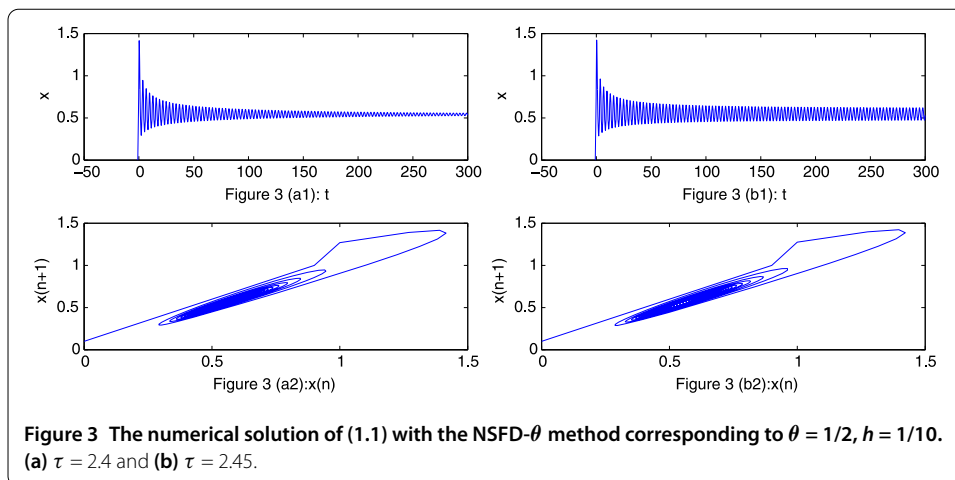 1.5
1
0.5
0
x
−50 0 50 100 150 200 250 300
Figure 3 (a1): t
1.5
1
0.5
0
x
−50 0 50 100 150 200 250 300
Figure 3 (b1): t
1.5
1
0.5
0
x(n+1)
0 0.5 1 1.5
Figure 3 (a2):x(n)
1.5
1
0.5
0
x(n+1)
0 0.5 1 1.5
Figure 3 (b2):x(n)
Figure 3 The numerical solution of (1.1) with the NSFD-θ method corresponding to θ = 1/2, h = 1/10.
(a) τ = 2.4 and (b) τ = 2.45.